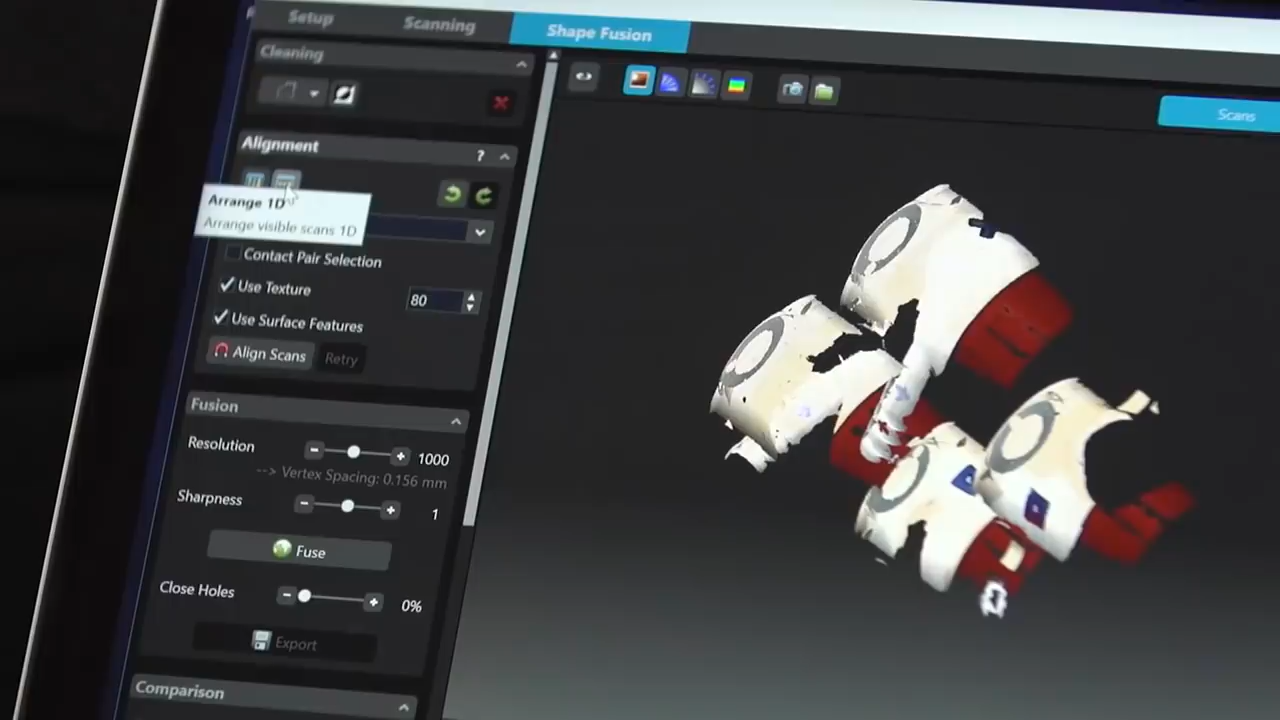 Setup
Scanning
Shape Fusion
Cleaning
Scans
Alignment
?
Arrange 1D
Arrange visible scans 1D
Contact Pair Selection
Use Texture
80
Use Surface Features
Align Scans
Retry
Fusion
Resolution
1000
--> Vertex Spacing: 0.156 mm
Sharpness
1
Fuse
Close Holes
0%
Export
Comparison